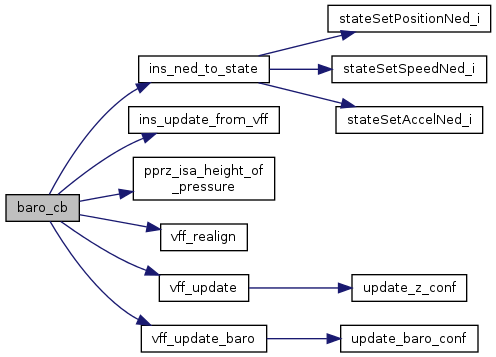 baro_cb
ins_ned_to_state
stateSetPositionNed_i
stateSetSpeedNed_i
stateSetAccelNed_i
ins_update_from_vff
pprz_isa_height_of
_pressure
vff_realign
vff_update
update_z_conf
vff_update_baro
update_baro_conf